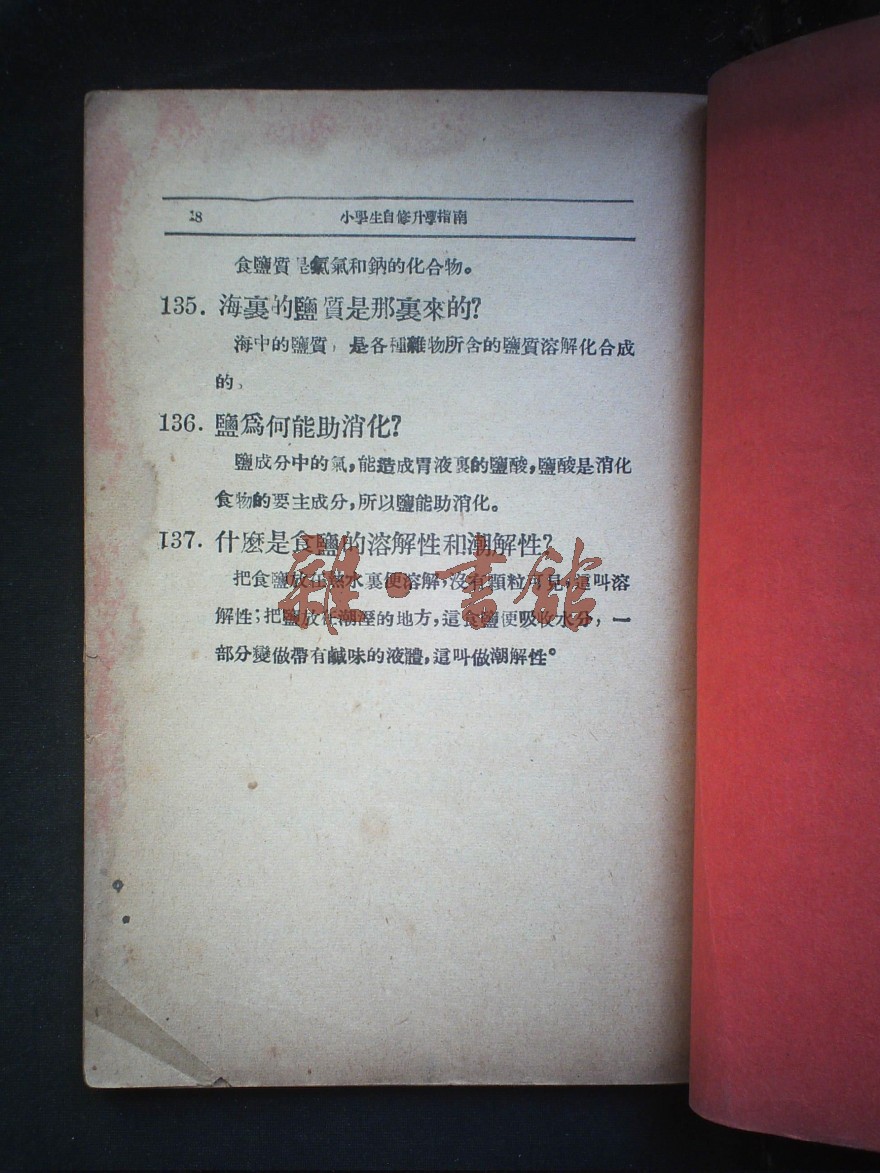 18 小學生自修升學指南
食鹽質是氯氣和鈉的化合物。
135. 海裏的鹽質是那裏來的?
海中的鹽質，是各種雜物所含的鹽質溶解化合成
的、
136. 鹽爲何能助消化?
鹽成分中的氣,能造成胃液裏的鹽酸,鹽酸是消化
食物的要主成分,所以鹽能助消化。
137. 什麽是食鹽的溶解性和潮解性?
把食鹽放在熱水裏便溶解,沒有顆粒可見,這叫溶
解性;把鹽放在潮溼的地方,這食鹽便吸收水分，一
部分變做帶有鹹味的液體,這叫做潮解性。
雜·書館